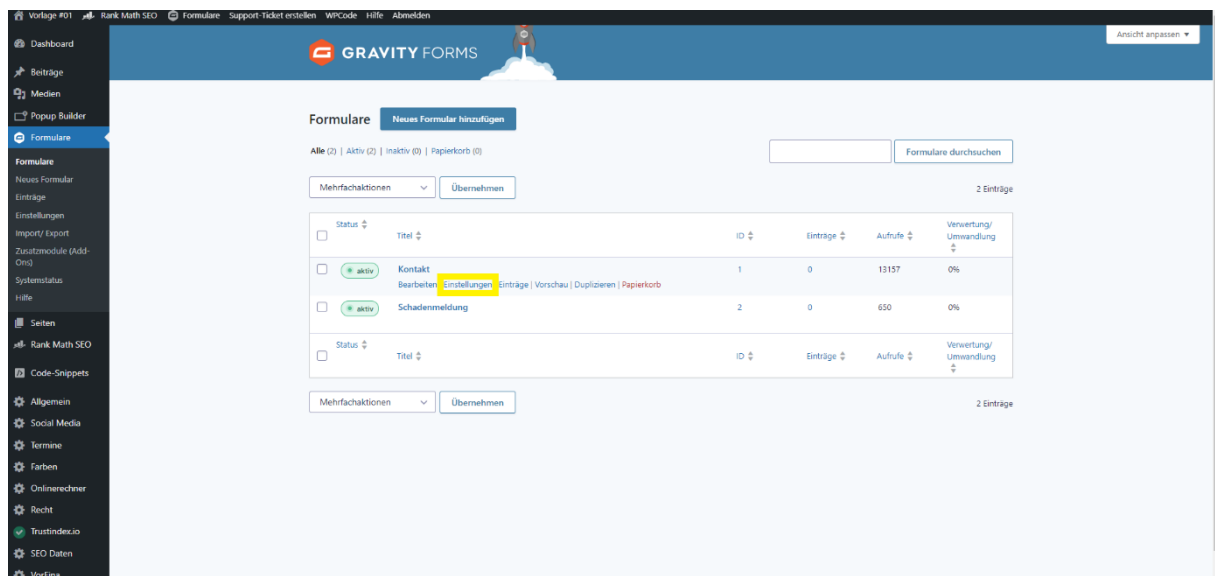 Vorlage #01 Rank Math SEO Formulare Support-Ticket erstellen WPCode Hilfe Abmelden
Ansicht anpassen
Dashboard
Beiträge
Medien
Popup Builder
Formulare
Formulare
Neues Formular
Einträge
Einstellungen
Import/ Export
Zusatzmodule (Add-
Ons)
Systemstatus
Hilfe
Seiten
Rank Math SEO
Code-Snippets
Allgemein
Social Media
Termine
Farben
Onlinerechner
Recht
Trustindex.io
SEO Daten
VorEina
GRAVITY FORMS
Formulare Neues Formular hinzufügen
Alle (2) | Aktiv (2) | Inaktiv (0) | Papierkorb (0)
Formulare durchsuchen
Mehrfachaktionen Übernehmen
2 Einträge
Status Titel ID Einträge Aufrufe Verwertung/
Umwandlung
aktiv Kontakt 1 0 13157 0%
Bearbeiten Einstellungen Einträge | Vorschau | Duplizieren | Papierkorb
aktiv Schadenmeldung 2 0 650 0%
Status Titel ID Einträge Aufrufe Verwertung/
Umwandlung
Mehrfachaktionen Übernehmen
2 Einträge